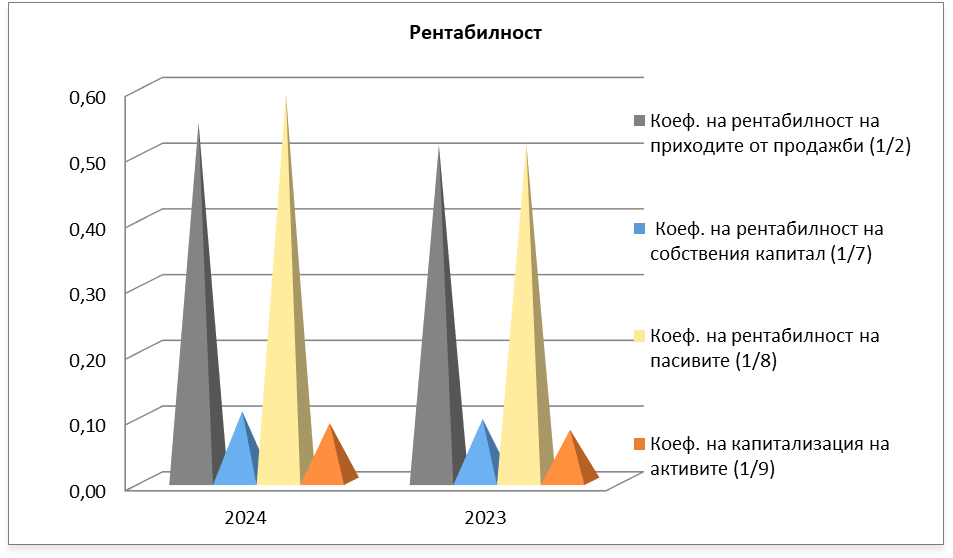 Рентабилност
0,60
0,50
0,40
0,30
0,20
0,10
0,00
2024
2023
Коеф. на рентабилност на
приходите от продажби (1/2)
Коеф. на рентабилност на
собствения капитал (1/7)
Коеф. на рентабилност на
пасивите (1/8)
Коеф. на капитализация на
активите (1/9)